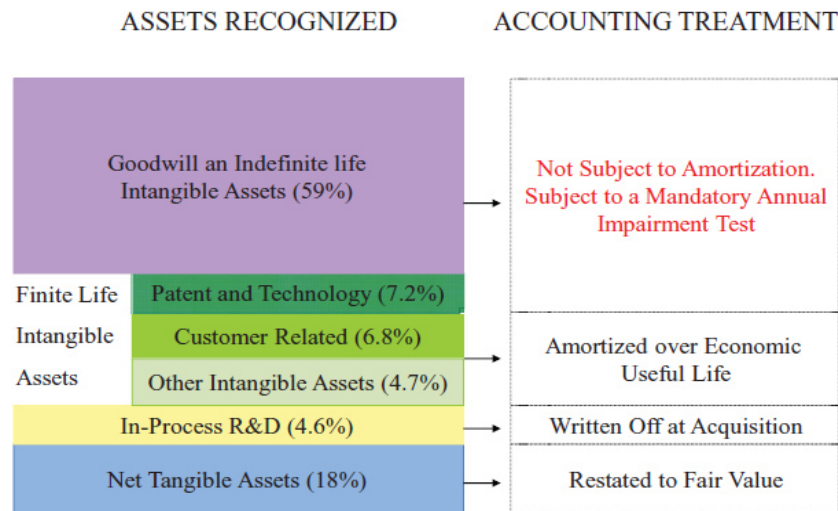 ASSETS RECOGNIZED
ACCOUNTING TREATMENT
Goodwill an Indefinite life
Intangible Assets (59%)
Not Subject to Amortization.
Subject to a Mandatory Annual
Impairment Test
Finite Life
Intangible
Assets
Patent and Technology (7.2%)
Customer Related (6.8%)
Other Intangible Assets (4.7%)
Amortized over Economic
Useful Life
In-Process R&D (4.6%)
Written Off at Acquisition
Net Tangible Assets (18%)
Restated to Fair Value